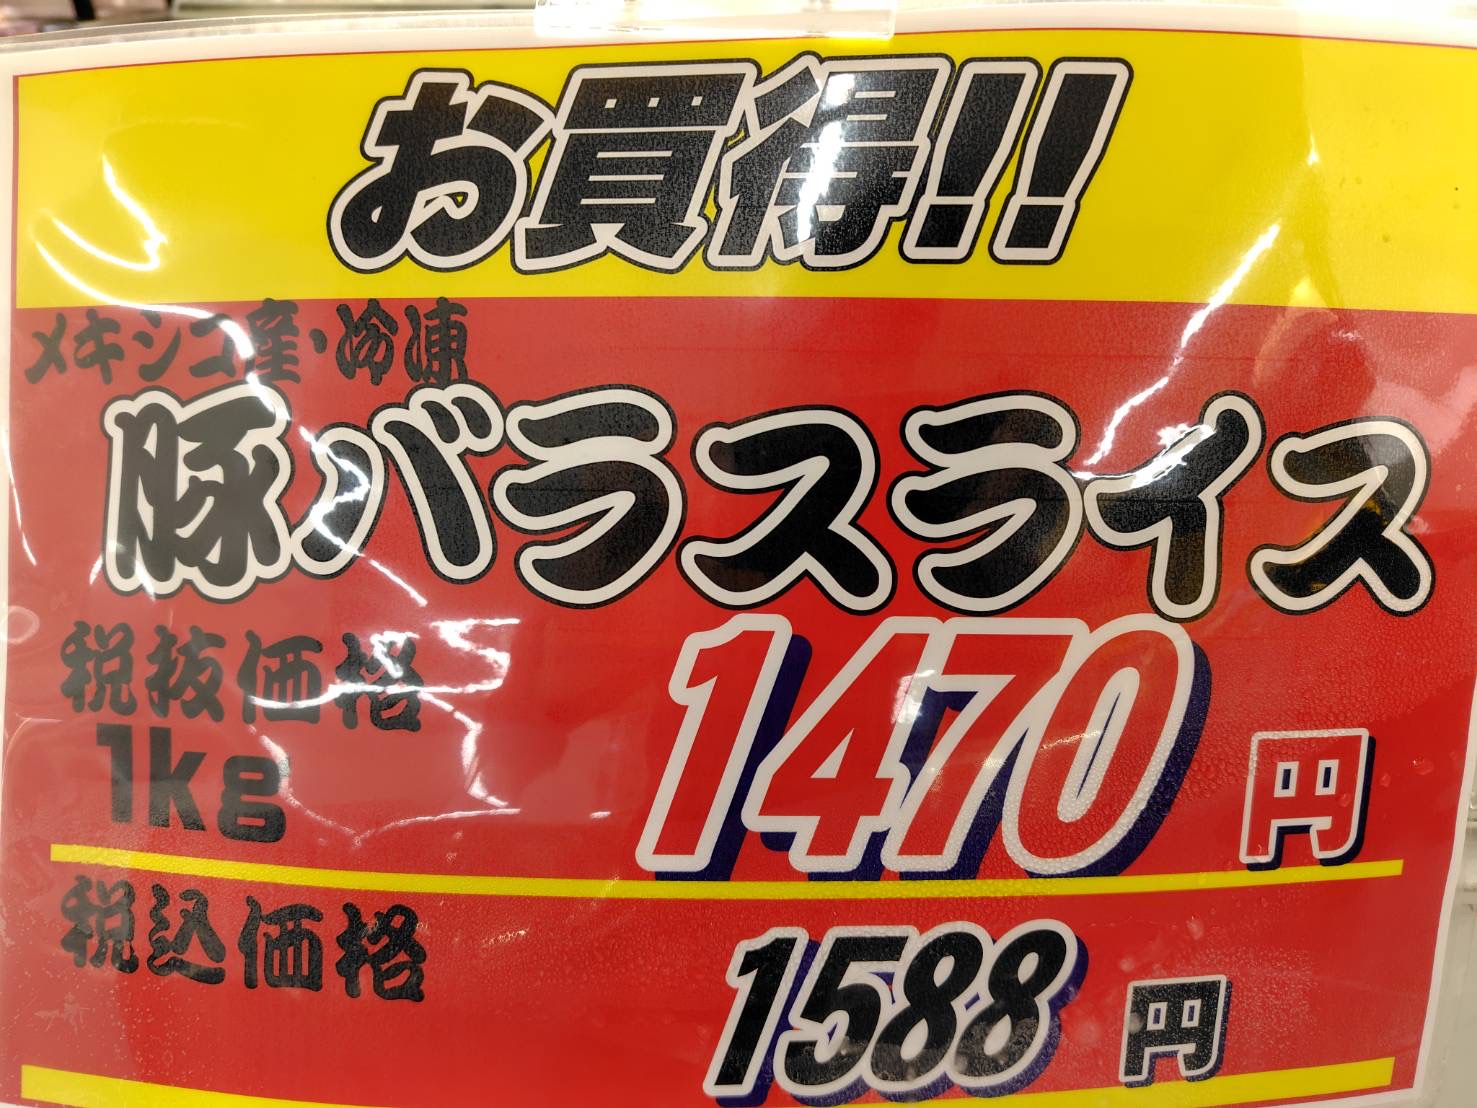 お買得!!
メキシコ産・冷凍
豚バラスライス
税抜価格
1kg
1470円
税込価格
1588円